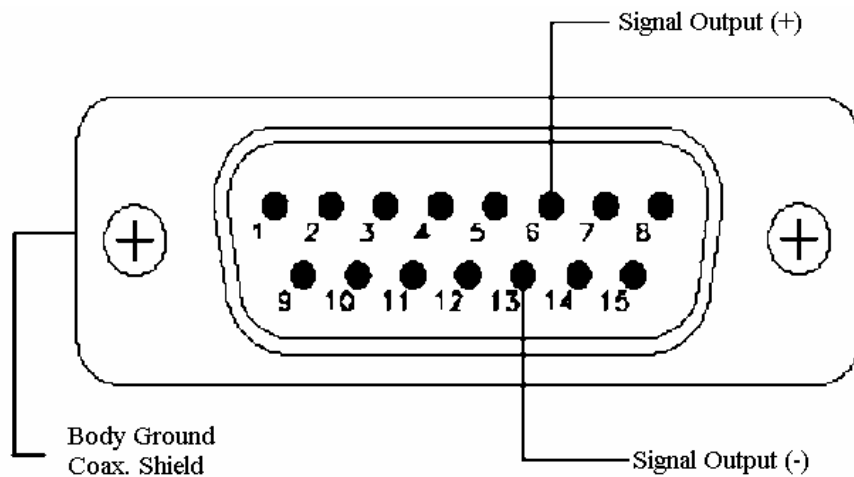 Signal Output (+)
1 2 3 4 5 6 7 8
9 10 11 12 13 14 15
Body Ground
Coax. Shield
Signal Output (-)